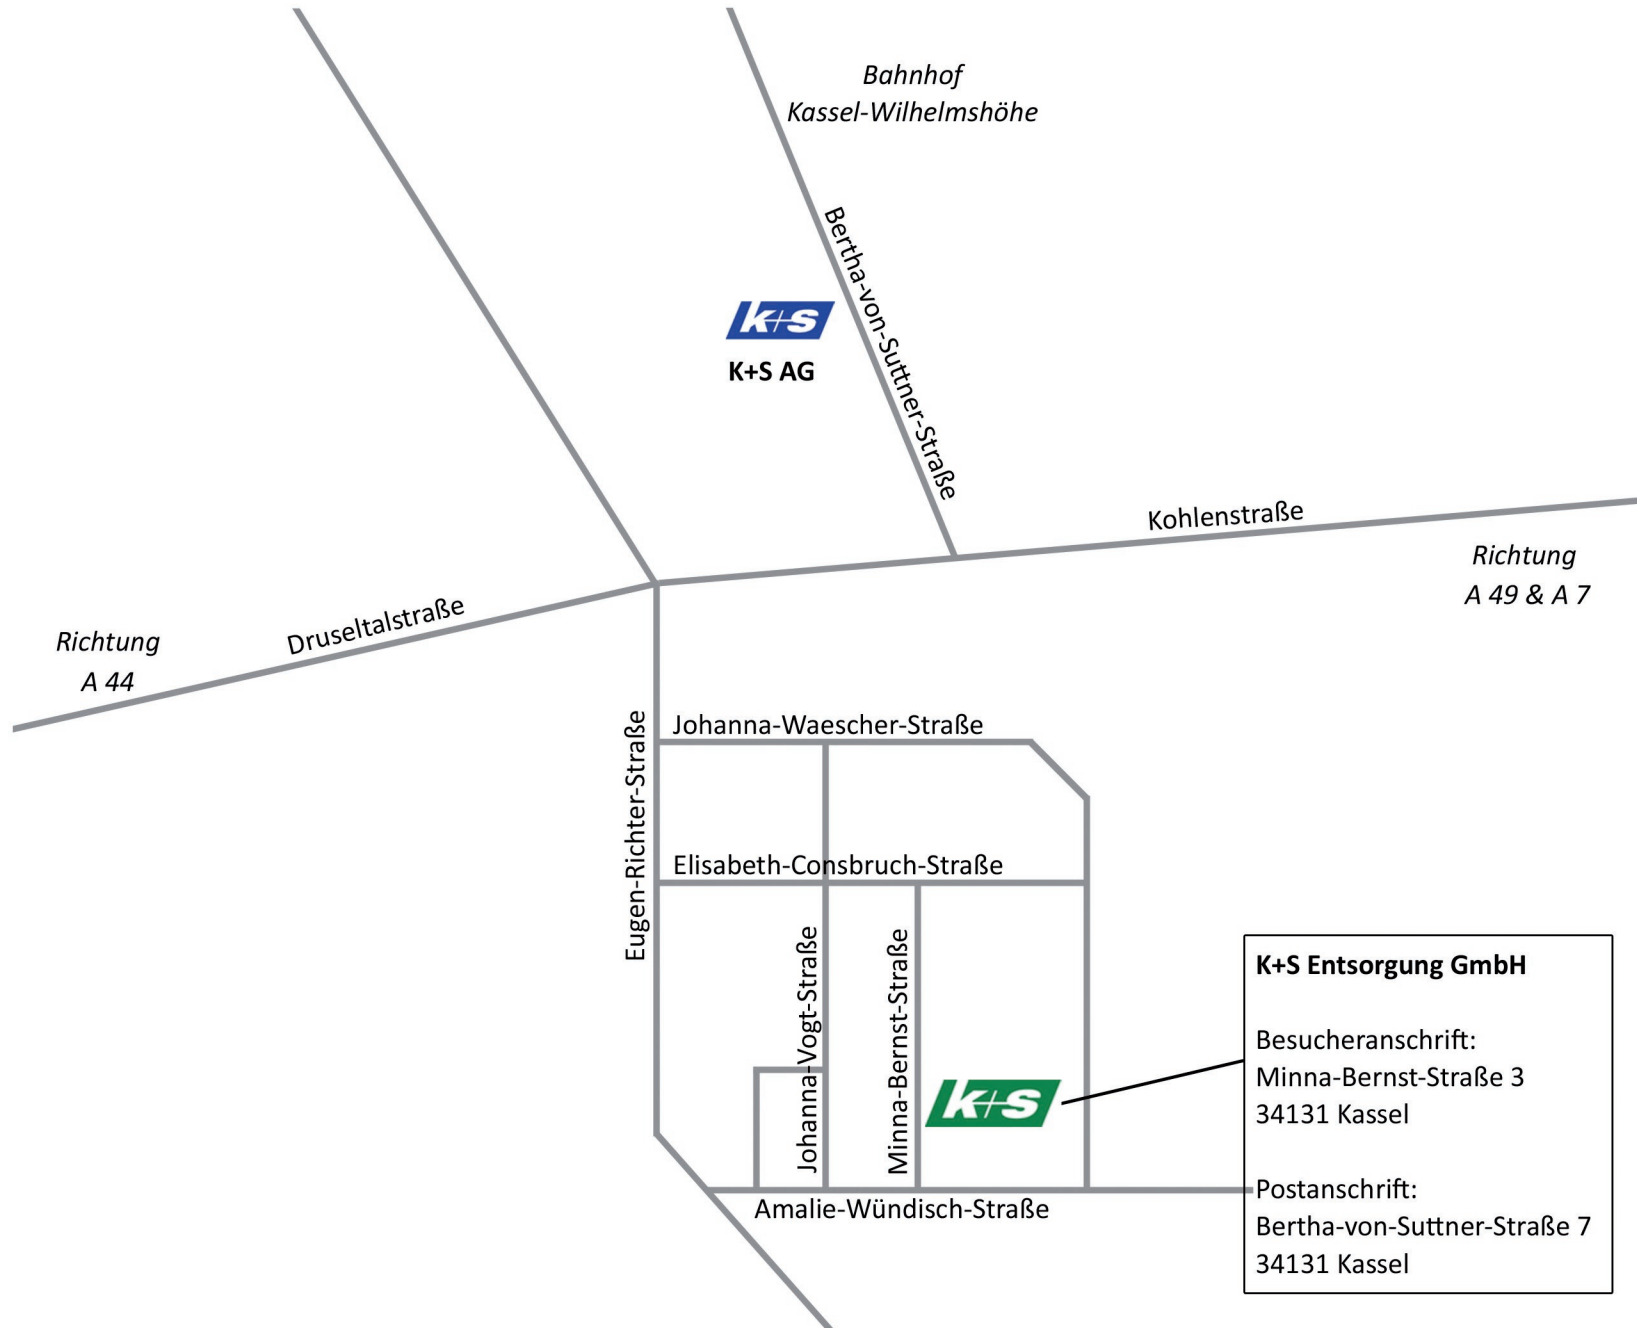 Bahnhof
Kassel-Wilhelmshöhe
Bertha-von-Suttner-Straße
K+S
K+S AG
Kohlenstraße
Richtung
A 49 & A 7
Druseltalstraße
Richtung
A 44
Eugen-Richter-Straße
Johanna-Waescher-Straße
Elisabeth-Consbruch-Straße
Johanna-Vogt-Straße
Minna-Bernst-Straße
K+S
Amalie-Wündisch-Straße
K+S Entsorgung GmbH
Besucheranschrift:
Minna-Bernst-Straße 3
34131 Kassel
Postanschrift:
Bertha-von-Suttner-Straße 7
34131 Kassel